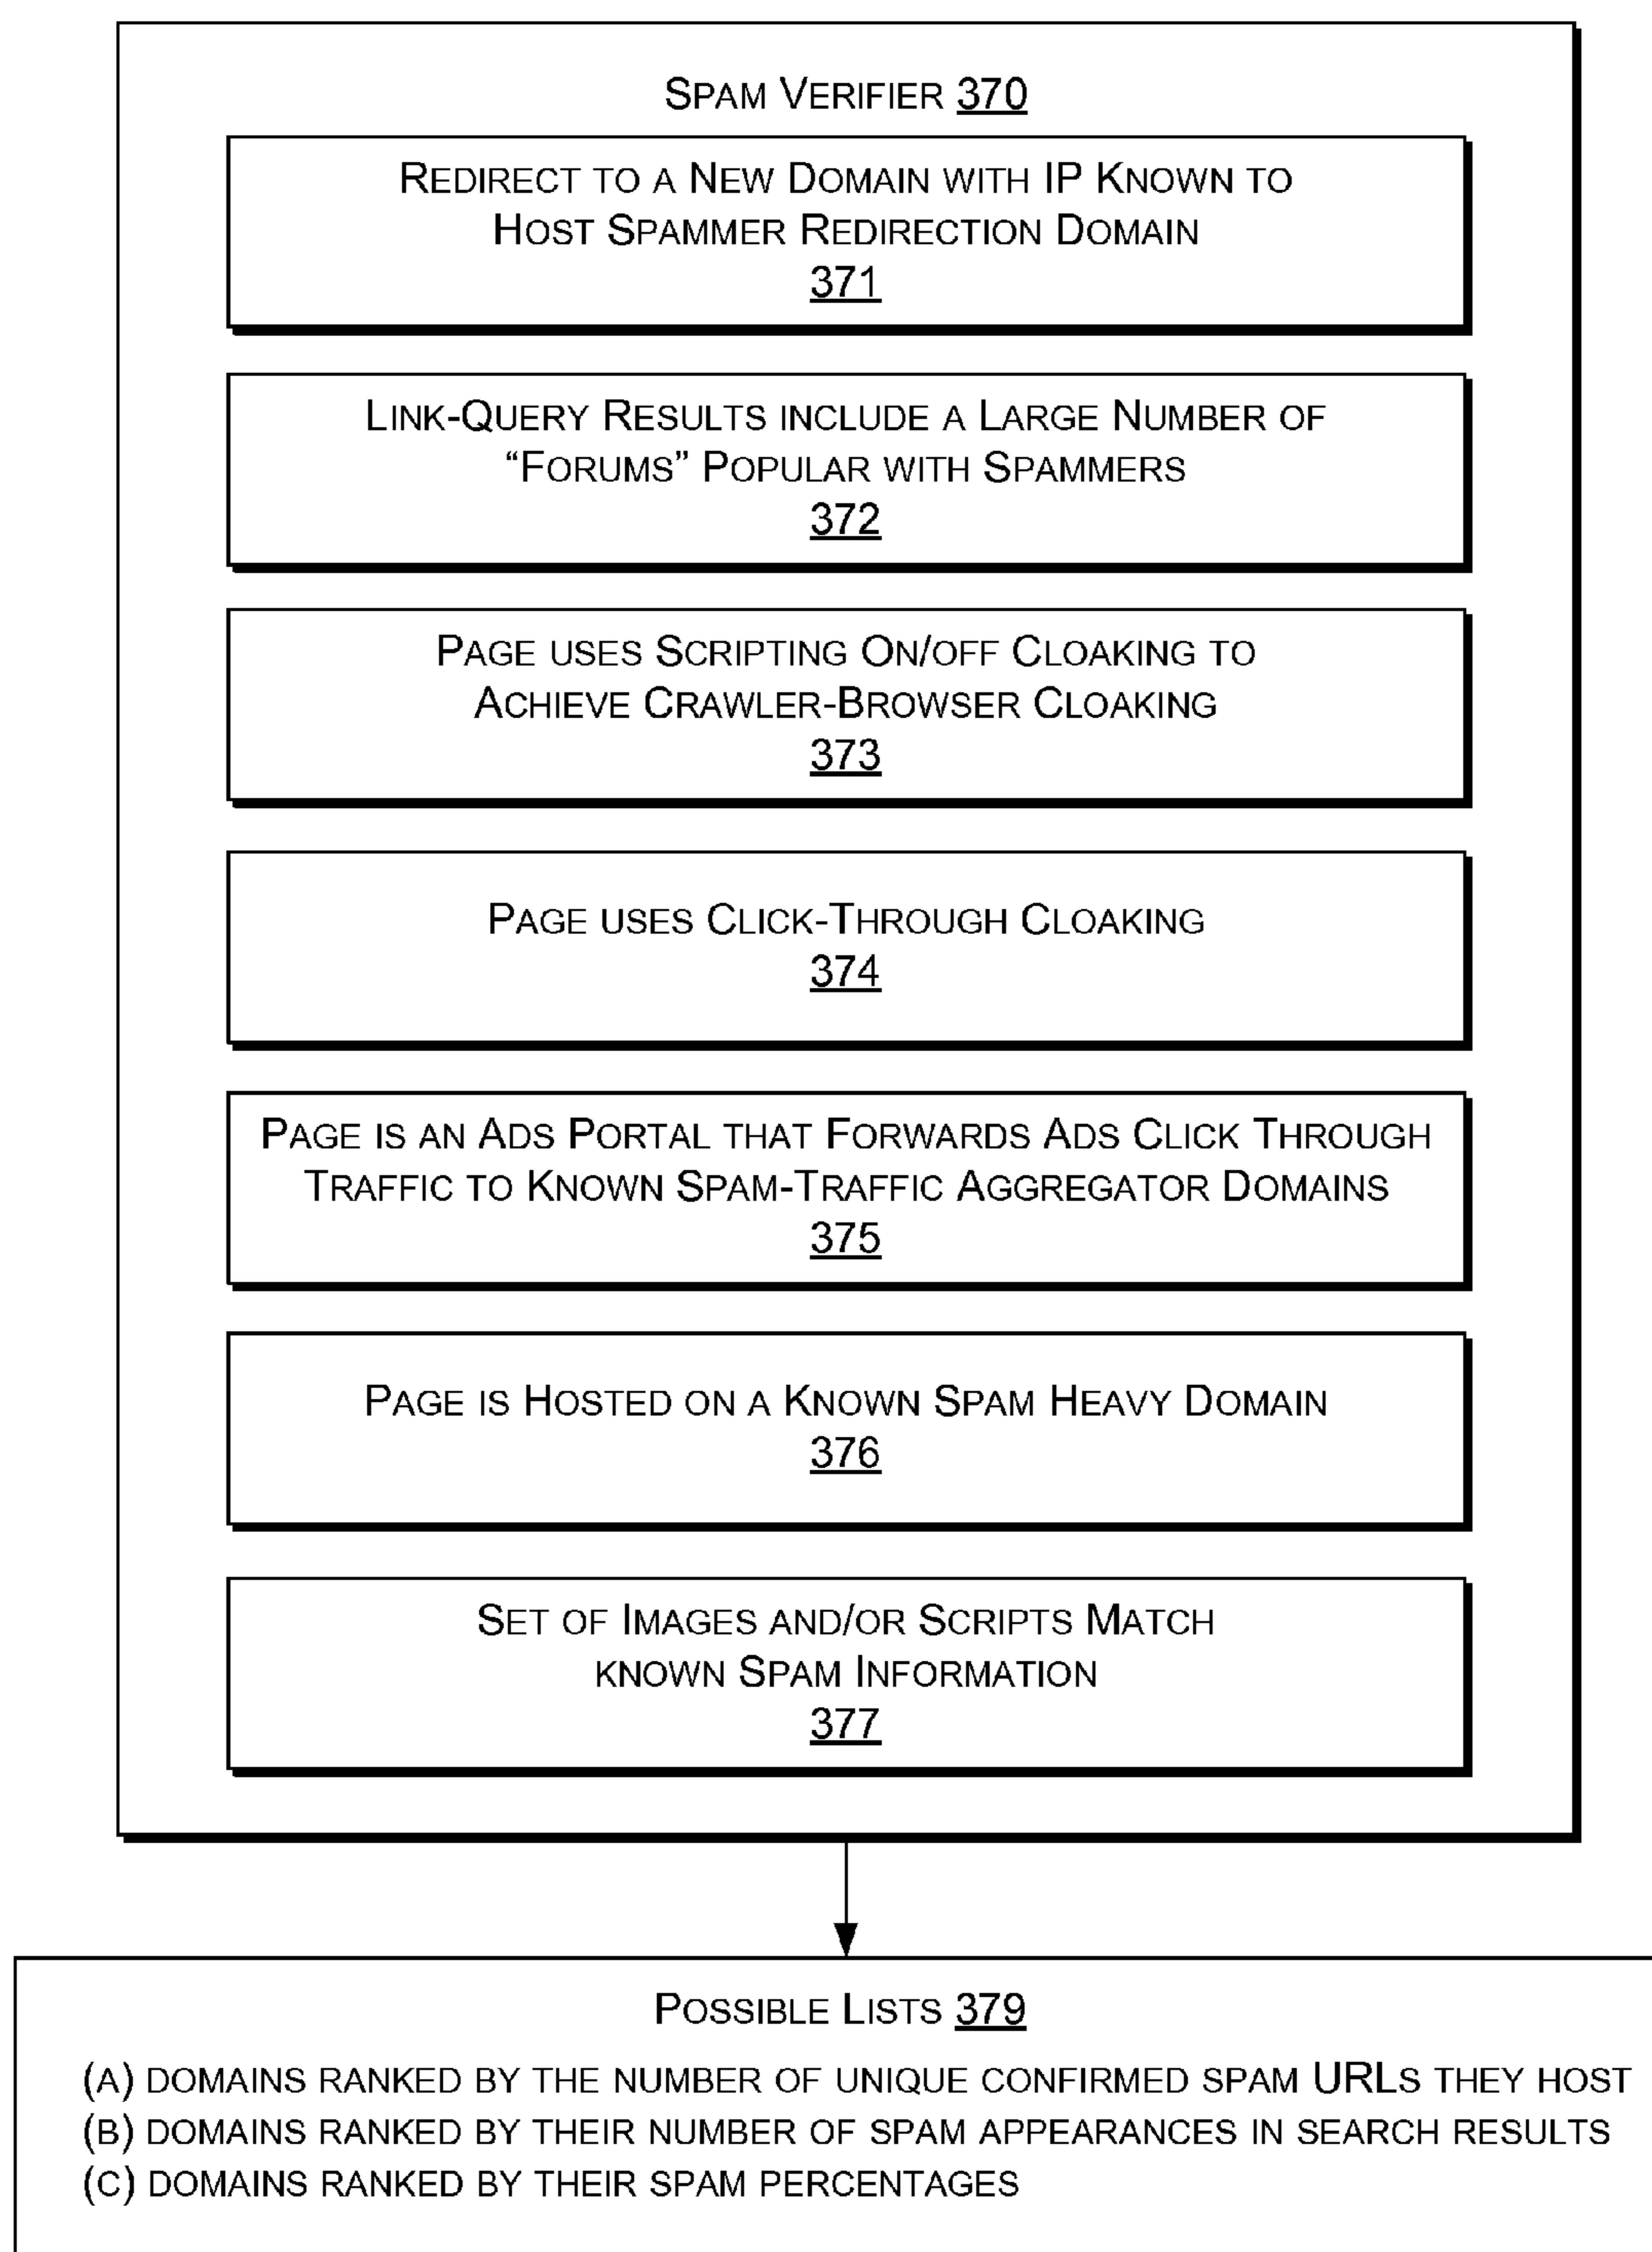 SPAM VERIFIER 370
REDIRECT TO A NEW DOMAIN WITH IP KNOWN TO
HOST SPAMMER REDIRECTION DOMAIN
371
LINK-QUERY RESULTS INCLUDE A LARGE NUMBER OF
“FORUMS” POPULAR WITH SPAMMERS
372
PAGE USES SCRIPTING ON/OFF CLOAKING TO
ACHIEVE CRAWLER-BROWSER CLOAKING
373
PAGE USES CLICK-THROUGH CLOAKING
374
PAGE IS AN ADS PORTAL THAT FORWARDS ADS CLICK THROUGH
TRAFFIC TO KNOWN SPAM-TRAFFIC AGGREGATOR DOMAINS
375
PAGE IS HOSTED ON A KNOWN SPAM HEAVY DOMAIN
376
SET OF IMAGES AND/OR SCRIPTS MATCH
KNOWN SPAM INFORMATION
377
POSSIBLE LISTS 379
(A) DOMAINS RANKED BY THE NUMBER OF UNIQUE CONFIRMED SPAM URLS THEY HOST
(B) DOMAINS RANKED BY THEIR NUMBER OF SPAM APPEARANCES IN SEARCH RESULTS
(C) DOMAINS RANKED BY THEIR SPAM PERCENTAGES